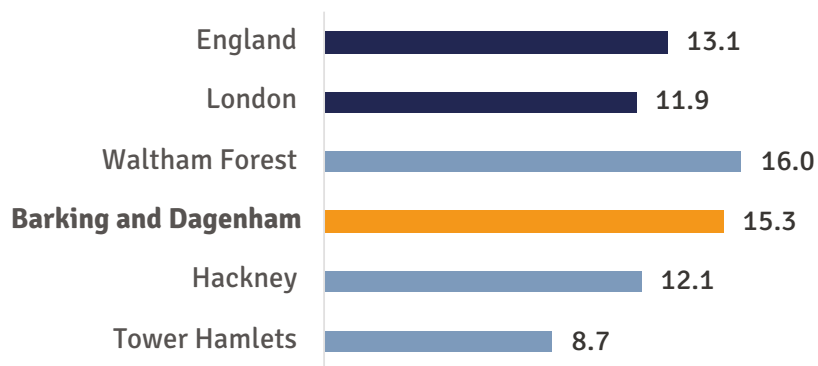 England 13.1
London 11.9
Waltham Forest 16.0
Barking and Dagenham 15.3
Hackney 12.1
Tower Hamlets 8.7